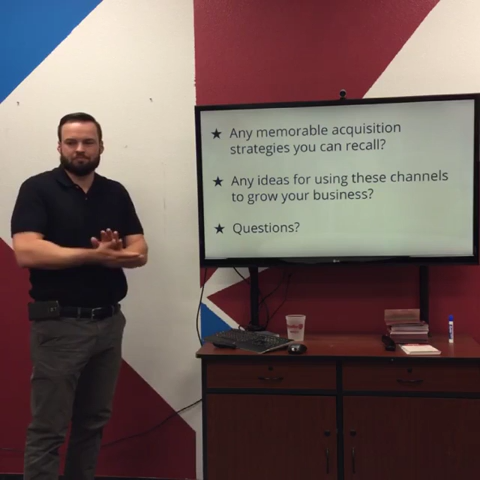 ★ Any memorable acquisition
strategies you can recall?
★ Any ideas for using these channels
to grow your business?
★ Questions?